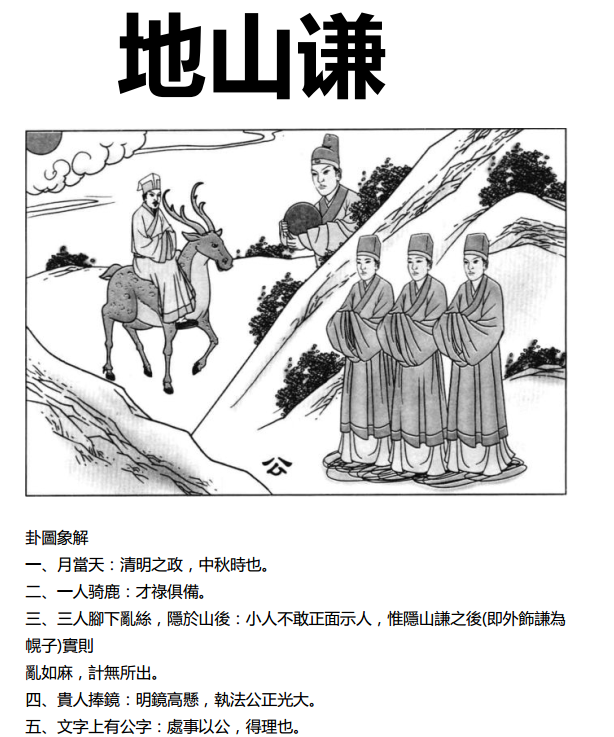 地山谦
公
卦圖象解
一、月當天：清明之政，中秋時也。
二、一人骑鹿：才祿俱備。
三、三人腳下亂絲，隱於山後：小人不敢正面示人，惟隱山謙之後(即外飾謙為
幌子)實則
亂如麻，計無所出。
四、貴人捧鏡：明鏡高懸，執法公正光大。
五、文字上有公字：處事以公，得理也。